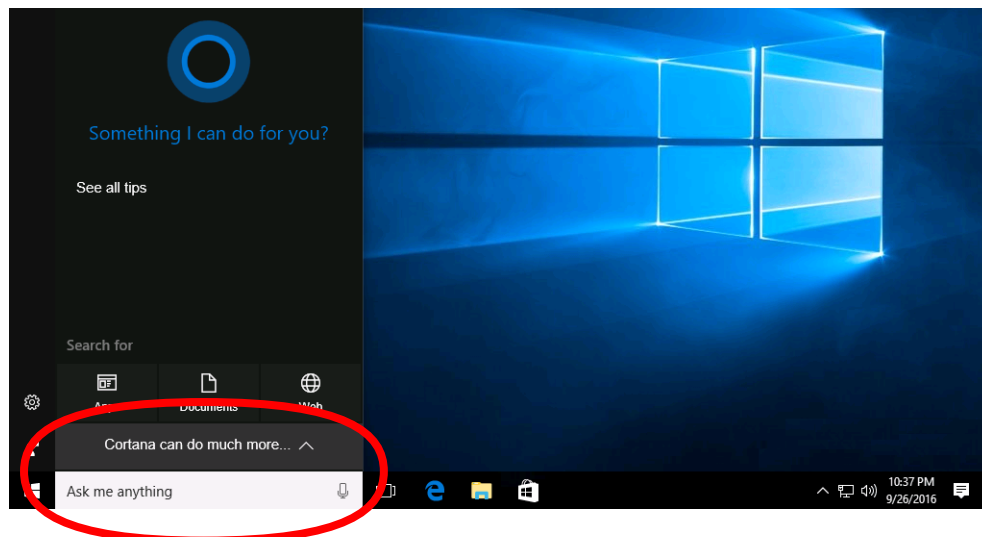 Something I can do for you?
See all tips
Search for
Documents
Web
Cortana can do much more...
Ask me anything
10:37 PM
9/26/2016